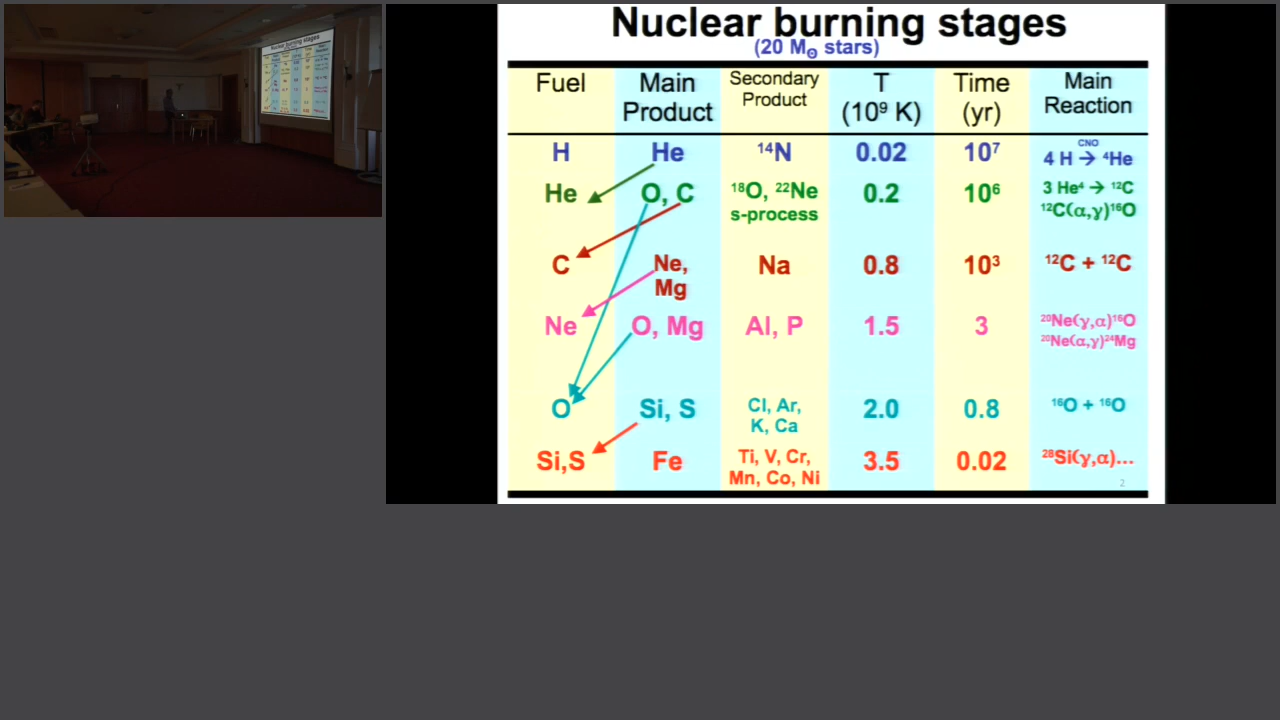 Nuclear burning stages
(20 M⊙ stars)
Fuel Main Product Secondary Product T (10⁹ K) Time (yr) Main Reaction
H He ¹⁴N 0.02 10⁷ 4 H → ⁴He CNO
He O, C ¹⁸O, ²²Ne s-process 0.2 10⁶ 3 He⁴ → ¹²C ¹²C(α,γ)¹⁶O
C Ne, Mg Na 0.8 10³ ¹²C + ¹²C
Ne O, Mg Al, P 1.5 3 ²⁰Ne(γ,α)¹⁶O ²⁰Ne(α,γ)²⁴Mg
O Si, S Cl, Ar, K, Ca 2.0 0.8 ¹⁶O + ¹⁶O
Si,S Fe Ti, V, Cr, Mn, Co, Ni 3.5 0.02 ²⁸Si(γ,α)...
2